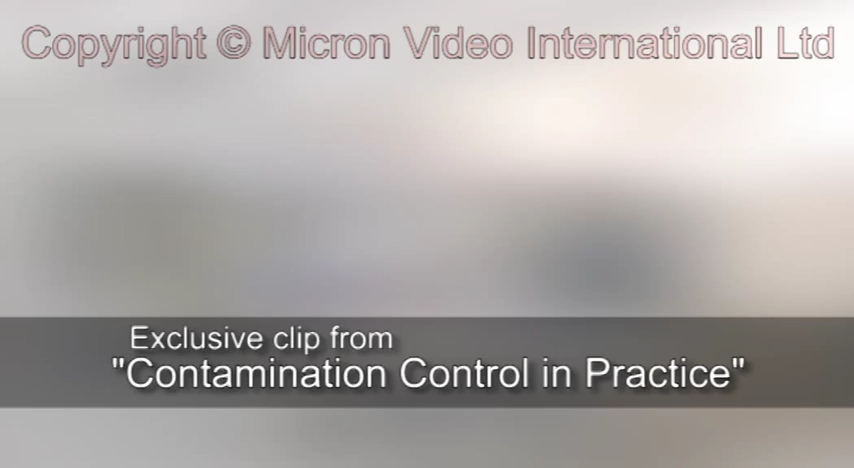 Copyright © Micron Video International Ltd
Exclusive clip from
"Contamination Control in Practice"